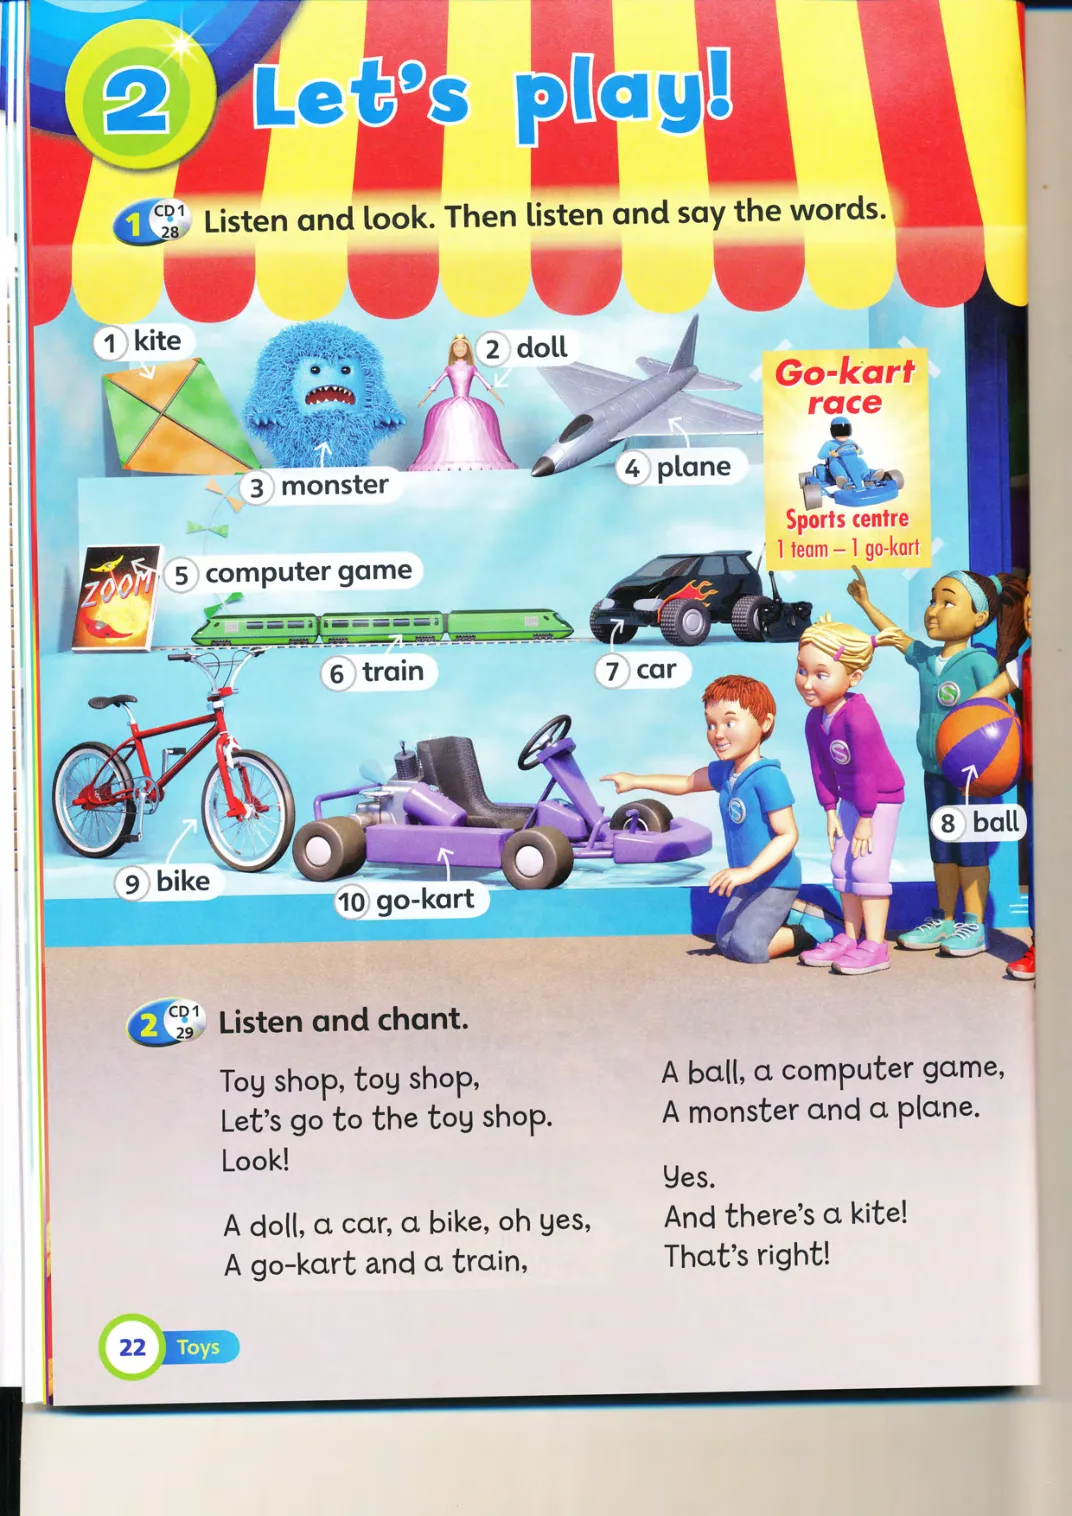 2 Let's play!
1 CD1 28 Listen and look. Then listen and say the words.
1 kite
2 doll
3 monster
4 plane
Go-kart
race
Sports centre
1 team – 1 go-kart
ZOOM
5 computer game
6 train
7 car
8 ball
9 bike
10 go-kart
S
S
S
2 CD1 29 Listen and chant.
Toy shop, toy shop,
Let's go to the toy shop.
Look!
A doll, a car, a bike, oh yes,
A go-kart and a train,
A ball, a computer game,
A monster and a plane.
Yes.
And there's a kite!
That's right!
22 Toys